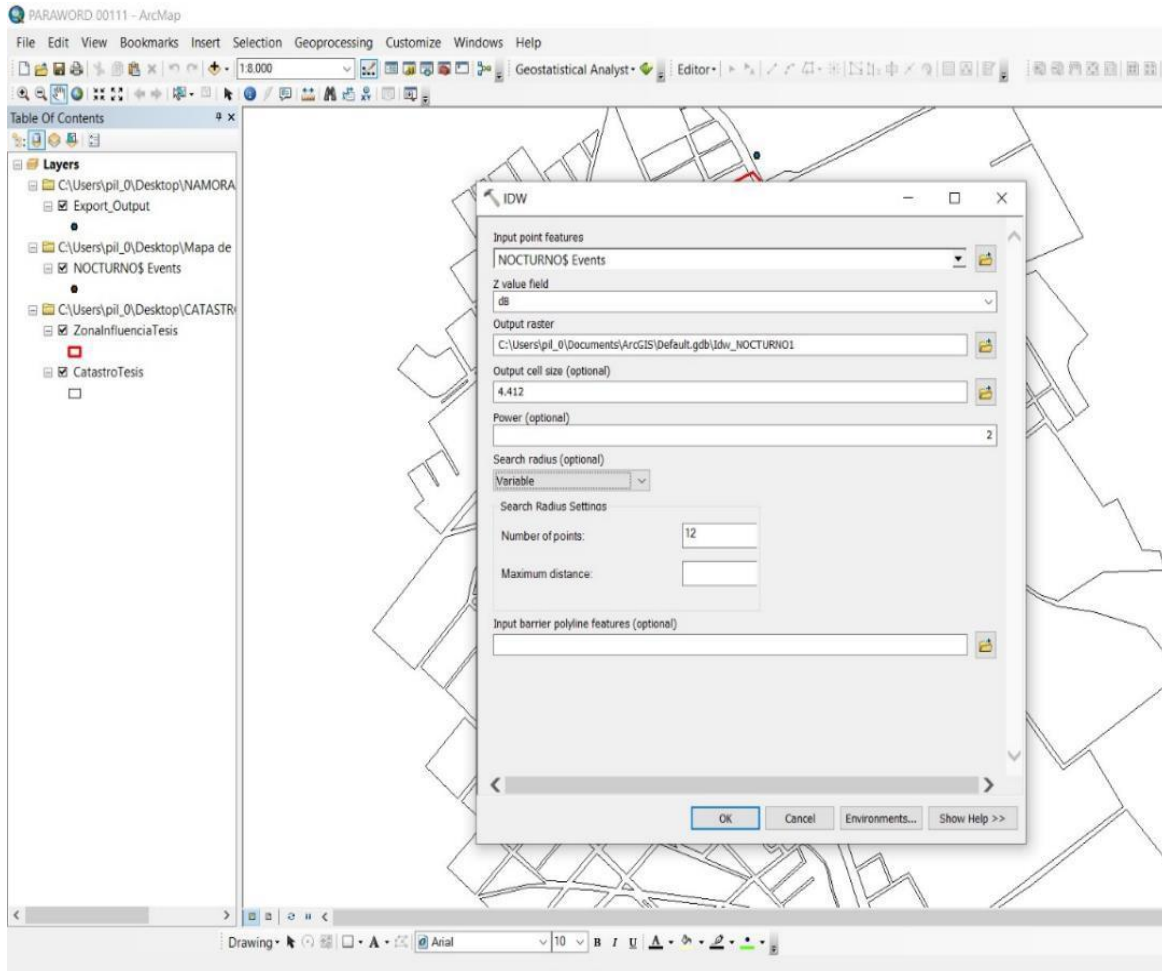 PARAWORD.00111 - ArcMap
File Edit View Bookmarks Insert Selection Geoprocessing Customize Windows Help
1:8.000 Geostatistical Analyst Editor
Table Of Contents
Layers
C:\Users\pil_0\Desktop\NAMORA
Export_Output
C:\Users\pil_0\Desktop\Mapa de
NOCTURNO$ Events
C:\Users\pil_0\Desktop\CATASTR
ZonaInfluenciaTesis
CatastroTesis
IDW
Input point features
NOCTURNO$ Events
Z value field
dB
Output raster
C:\Users\pil_0\Documents\ArcGIS\Default.gdb\Idw_NOCTURNO1
Output cell size (optional)
4.412
Power (optional)
2
Search radius (optional)
Variable
Search Radius Settings
Number of points:
12
Maximum distance:
Input barrier polyline features (optional)
OK Cancel Environments... Show Help >>
Drawing A Arial 10 B I U A